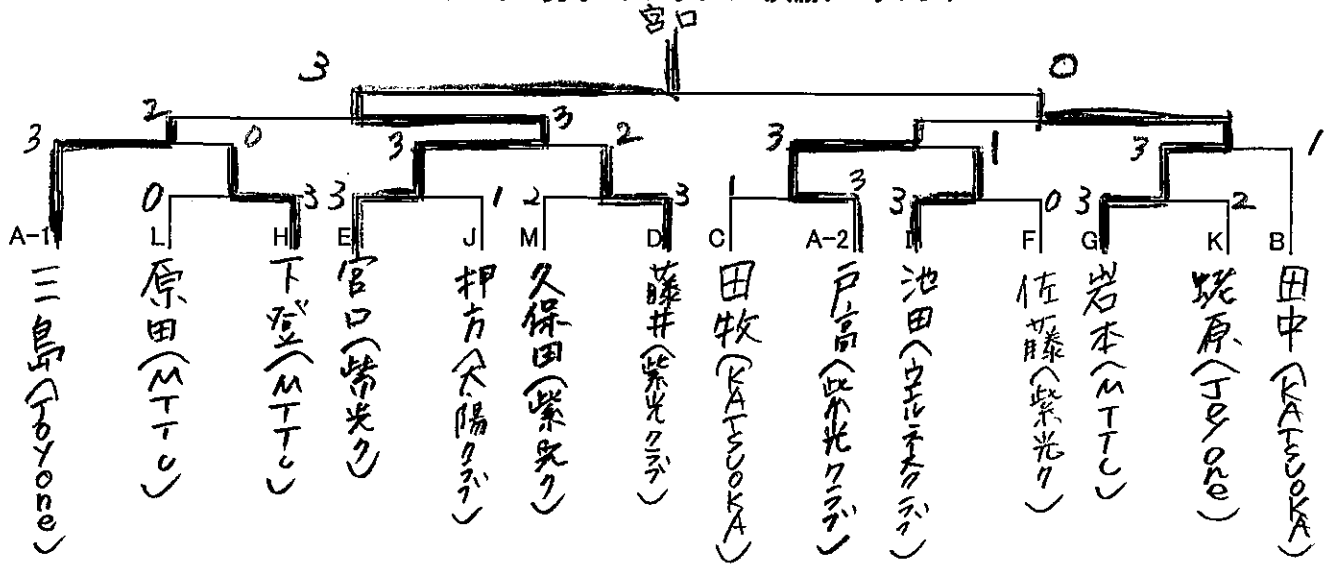 宮口
3 0
2 3
3 0 3 2 3 1 3 1
0 3 3 1 2 3 1 3 3 0 3 2
A-1 L H E J M D C A-2 I F G K B
三島(Joyone)
原田(MTTC)
下登(MTTC)
宮口(紫光ク)
押方(太陽クラブ)
久保田(紫光ク)
藤井(紫光クラブ)
田牧(KATSUOKA)
戸高(紫光クラブ)
池田(ウエルネスクラブ)
佐藤(紫光ク)
岩本(MTTC)
原(Joyone)
田中(KATSUOKA)